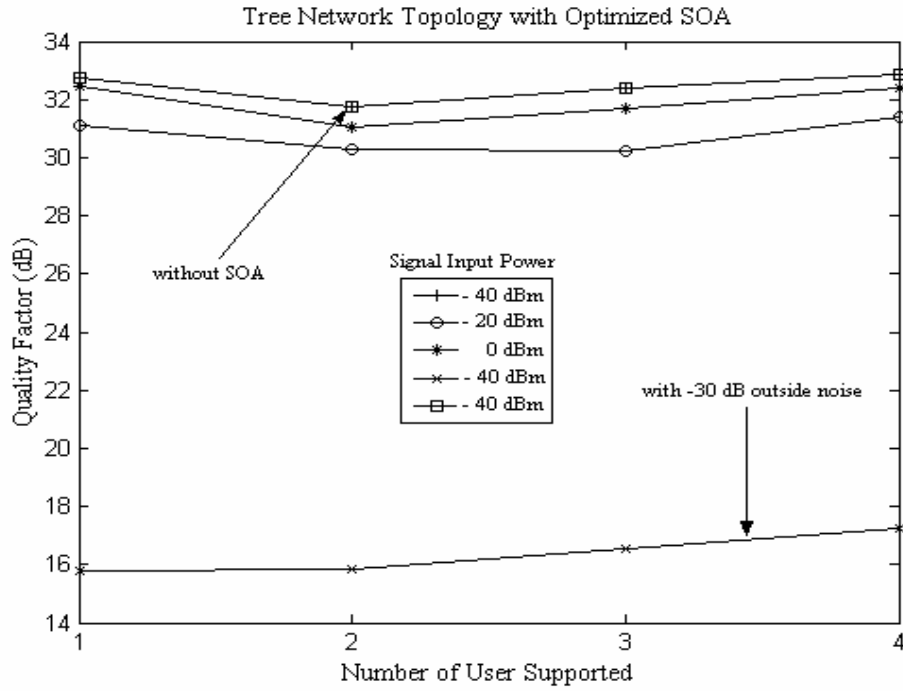 Tree Network Topology with Optimized SOA
34
32
30
28
26
24
22
20
18
16
14
Quality Factor (dB)
without SOA
Signal Input Power
- 40 dBm
- 20 dBm
0 dBm
- 40 dBm
- 40 dBm
with -30 dB outside noise
1 2 3 4
Number of User Supported